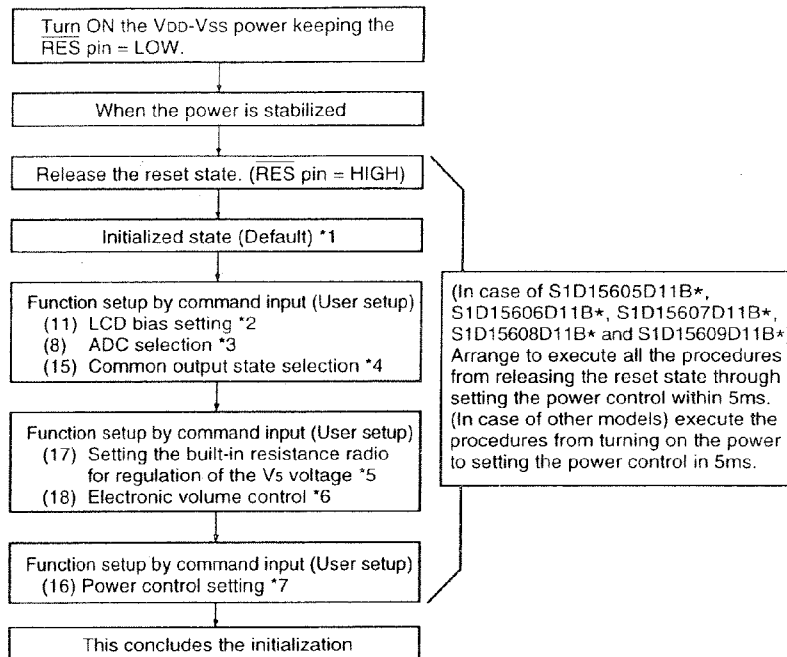 Turn ON the VDD-VSS power keeping the
RES pin = LOW.
When the power is stabilized
Release the reset state. (RES pin = HIGH)
Initialized state (Default) *1
Function setup by command input (User setup)
(11) LCD bias setting *2
(8) ADC selection *3
(15) Common output state selection *4
Function setup by command input (User setup)
(17) Setting the built-in resistance radio
for regulation of the V5 voltage *5
(18) Electronic volume control *6
Function setup by command input (User setup)
(16) Power control setting *7
This concludes the initialization
(In case of S1D15605D11B*,
S1D15606D11B*, S1D15607D11B*,
S1D15608D11B* and S1D15609D11B*)
Arrange to execute all the procedures
from releasing the reset state through
setting the power control within 5ms.
(In case of other models) execute the
procedures from turning on the power
to setting the power control in 5ms.